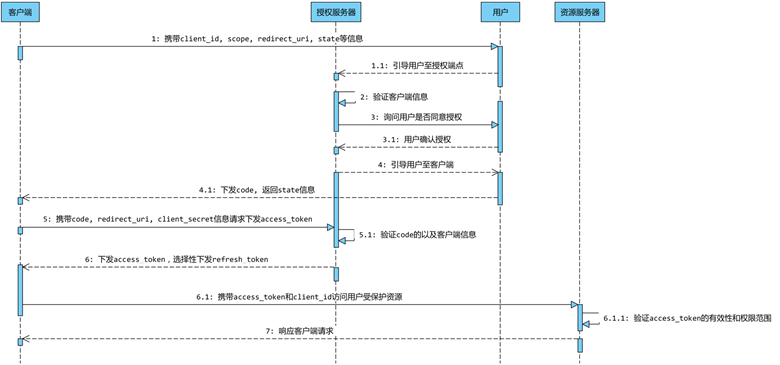 客户端
授权服务器
用户
资源服务器
1: 携带client_id, scope, redirect_uri, state等信息
1.1: 引导用户至授权端点
2: 验证客户端信息
3: 询问用户是否同意授权
3.1: 用户确认授权
4: 引导用户至客户端
4.1: 下发code, 返回state信息
5: 携带code, redirect_uri, client_secret信息请求下发access_token
5.1: 验证code的以及客户端信息
6: 下发access_token，选择性下发refresh_token
6.1: 携带access_token和client_id访问用户受保护资源
6.1.1: 验证access_token的有效性和权限范围
7: 响应客户端请求